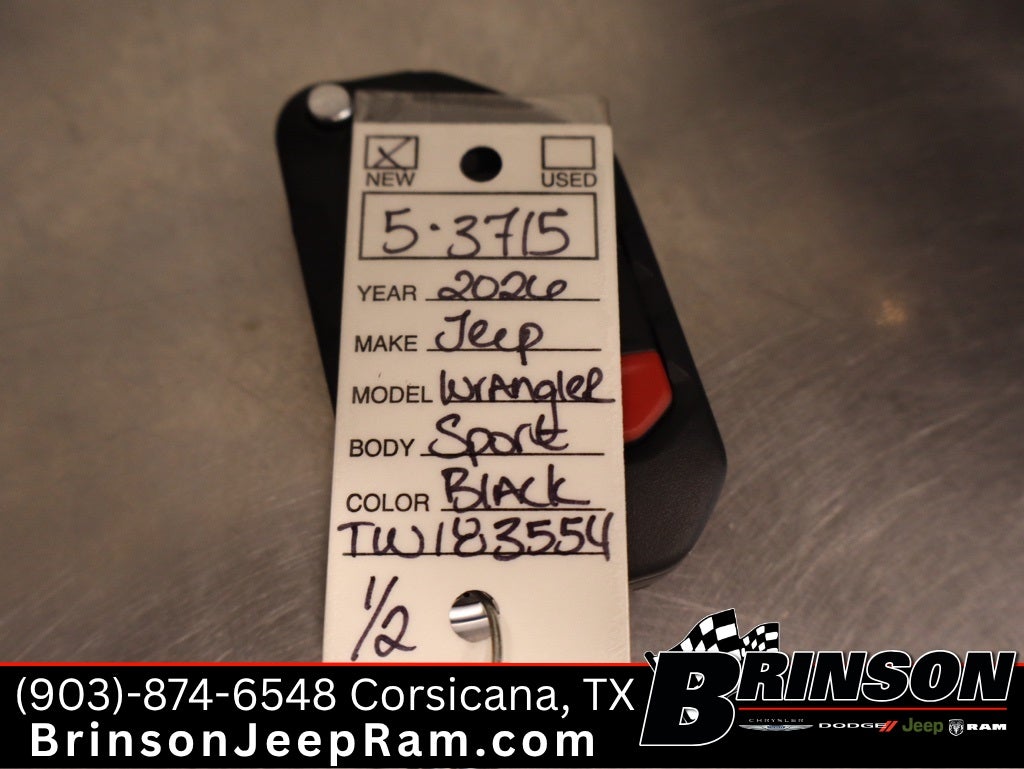 X
NEW USED
5.3715
YEAR 2026
MAKE Jeep
MODEL WrAngler
BODY Sport
COLOR BlAck
TW183554
1/2
(903)-874-6548 Corsicana, TX
BrinsonJeepRam.com
BRINSON
CHRYSLER DODGE// Jeep RAM